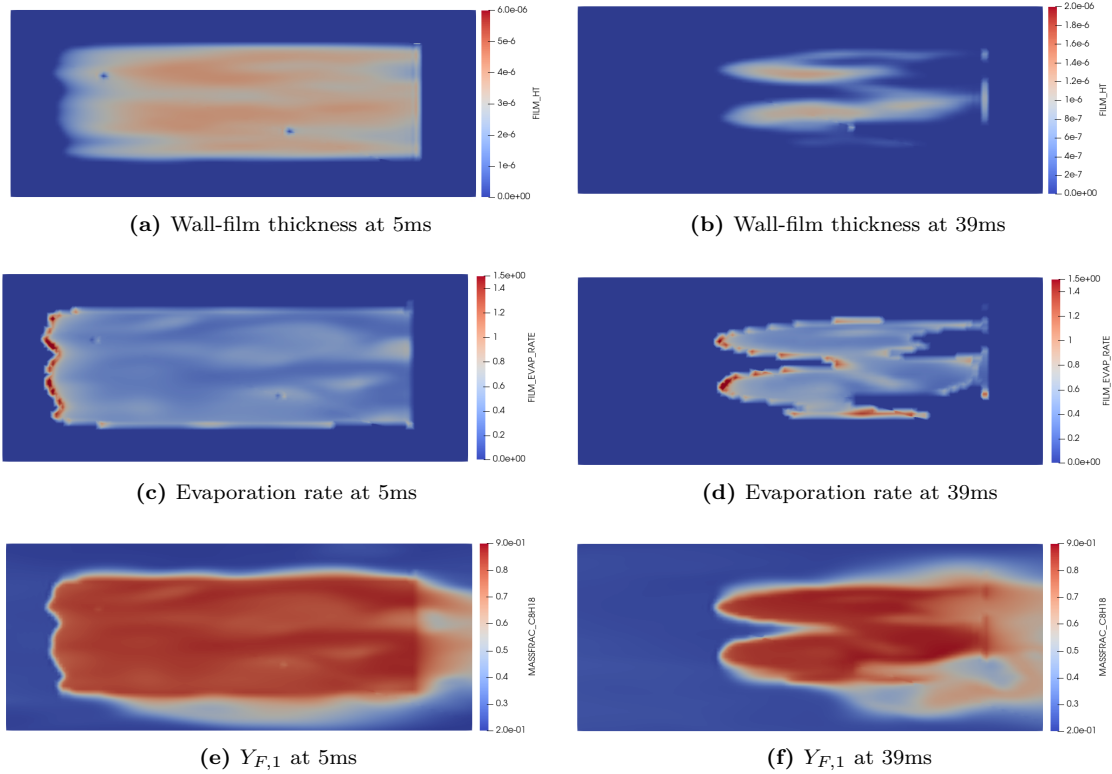 6.0e-06
5e-6
4e-6
3e-6
2e-6
1e-6
0.0e+00
FILM_HT
(a) Wall-film thickness at 5ms
2.0e-06
1.8e-6
1.6e-6
1.4e-6
1.2e-6
1e-6
8e-7
6e-7
4e-7
2e-7
0.0e+00
FILM_HT
(b) Wall-film thickness at 39ms
1.5e+00
1.4
1.2
1
0.8
0.6
0.4
0.2
0.0e+00
FILM_EVAP_RATE
(c) Evaporation rate at 5ms
1.5e+00
1.4
1.2
1
0.8
0.6
0.4
0.2
0.0e+00
FILM_EVAP_RATE
(d) Evaporation rate at 39ms
9.0e-01
0.8
0.7
0.6
0.5
0.4
0.3
2.0e-01
MASSFRAC_C8H18
(e) Y_{F,1} at 5ms
9.0e-01
0.8
0.7
0.6
0.5
0.4
0.3
2.0e-01
MASSFRAC_C8H18
(f) Y_{F,1} at 39ms